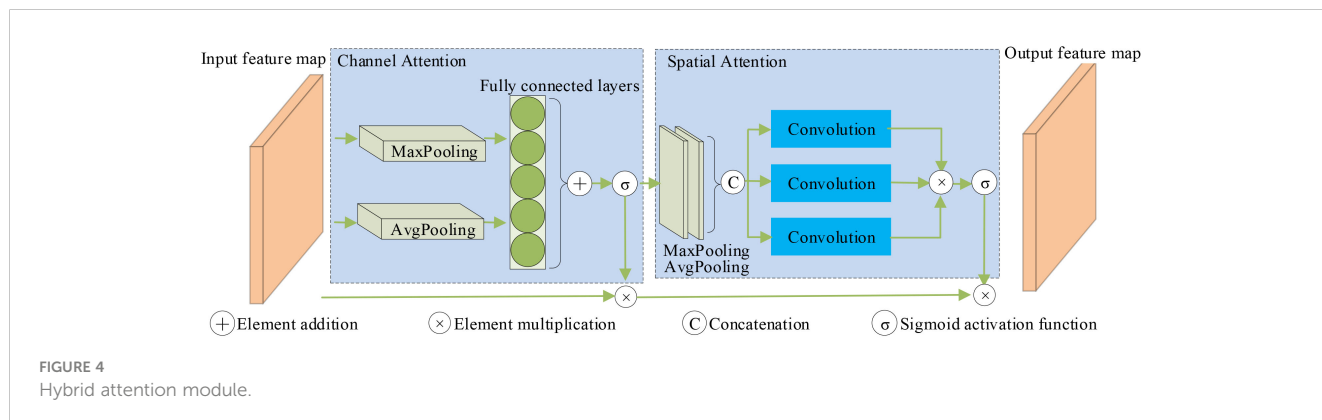 Input feature map
Channel Attention
Fully connected layers
MaxPooling
AvgPooling
+
σ
×
Spatial Attention
MaxPooling
AvgPooling
C
Convolution
Convolution
Convolution
×
σ
×
Output feature map
+ Element addition
× Element multiplication
C Concatenation
σ Sigmoid activation function
FIGURE 4
Hybrid attention module.